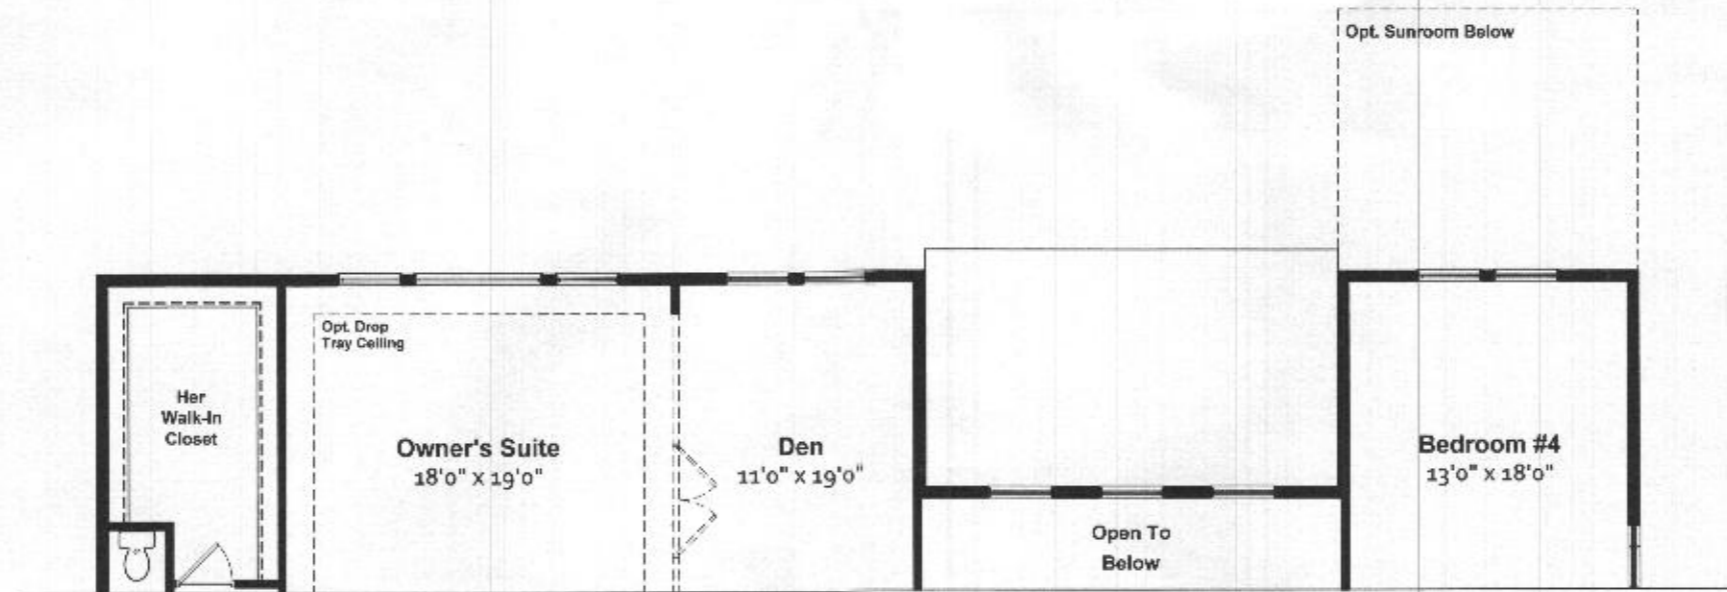 Opt. Sunroom Below
Opt. Drop
Tray Ceiling
Her
Walk-In
Closet
Owner's Suite
18'0" x 19'0"
Den
11'0" x 19'0"
Bedroom #4
13'0" x 18'0"
Open To
Below